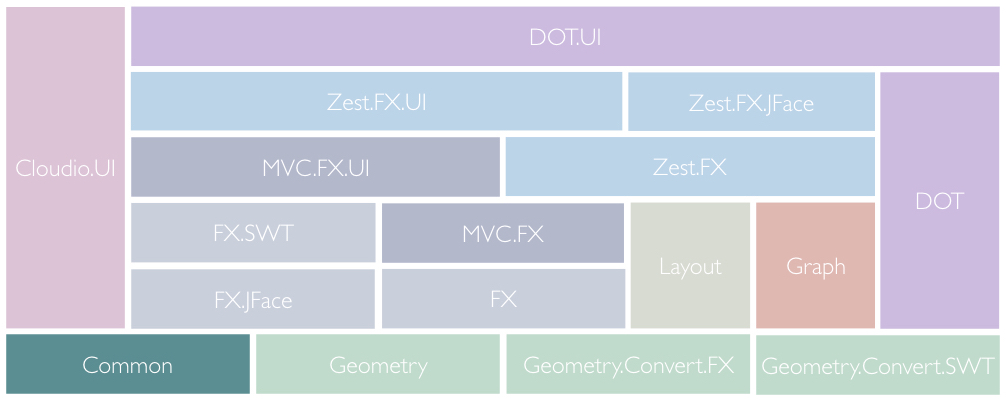 DOT.UI
Zest.FX.UI
Zest.FX.JFace
Cloudio.UI
MVC.FX.UI
Zest.FX
DOT
FX.SWT
MVC.FX
Layout
Graph
FX.JFace
FX
Common
Geometry
Geometry.Convert.FX
Geometry.Convert.SWT